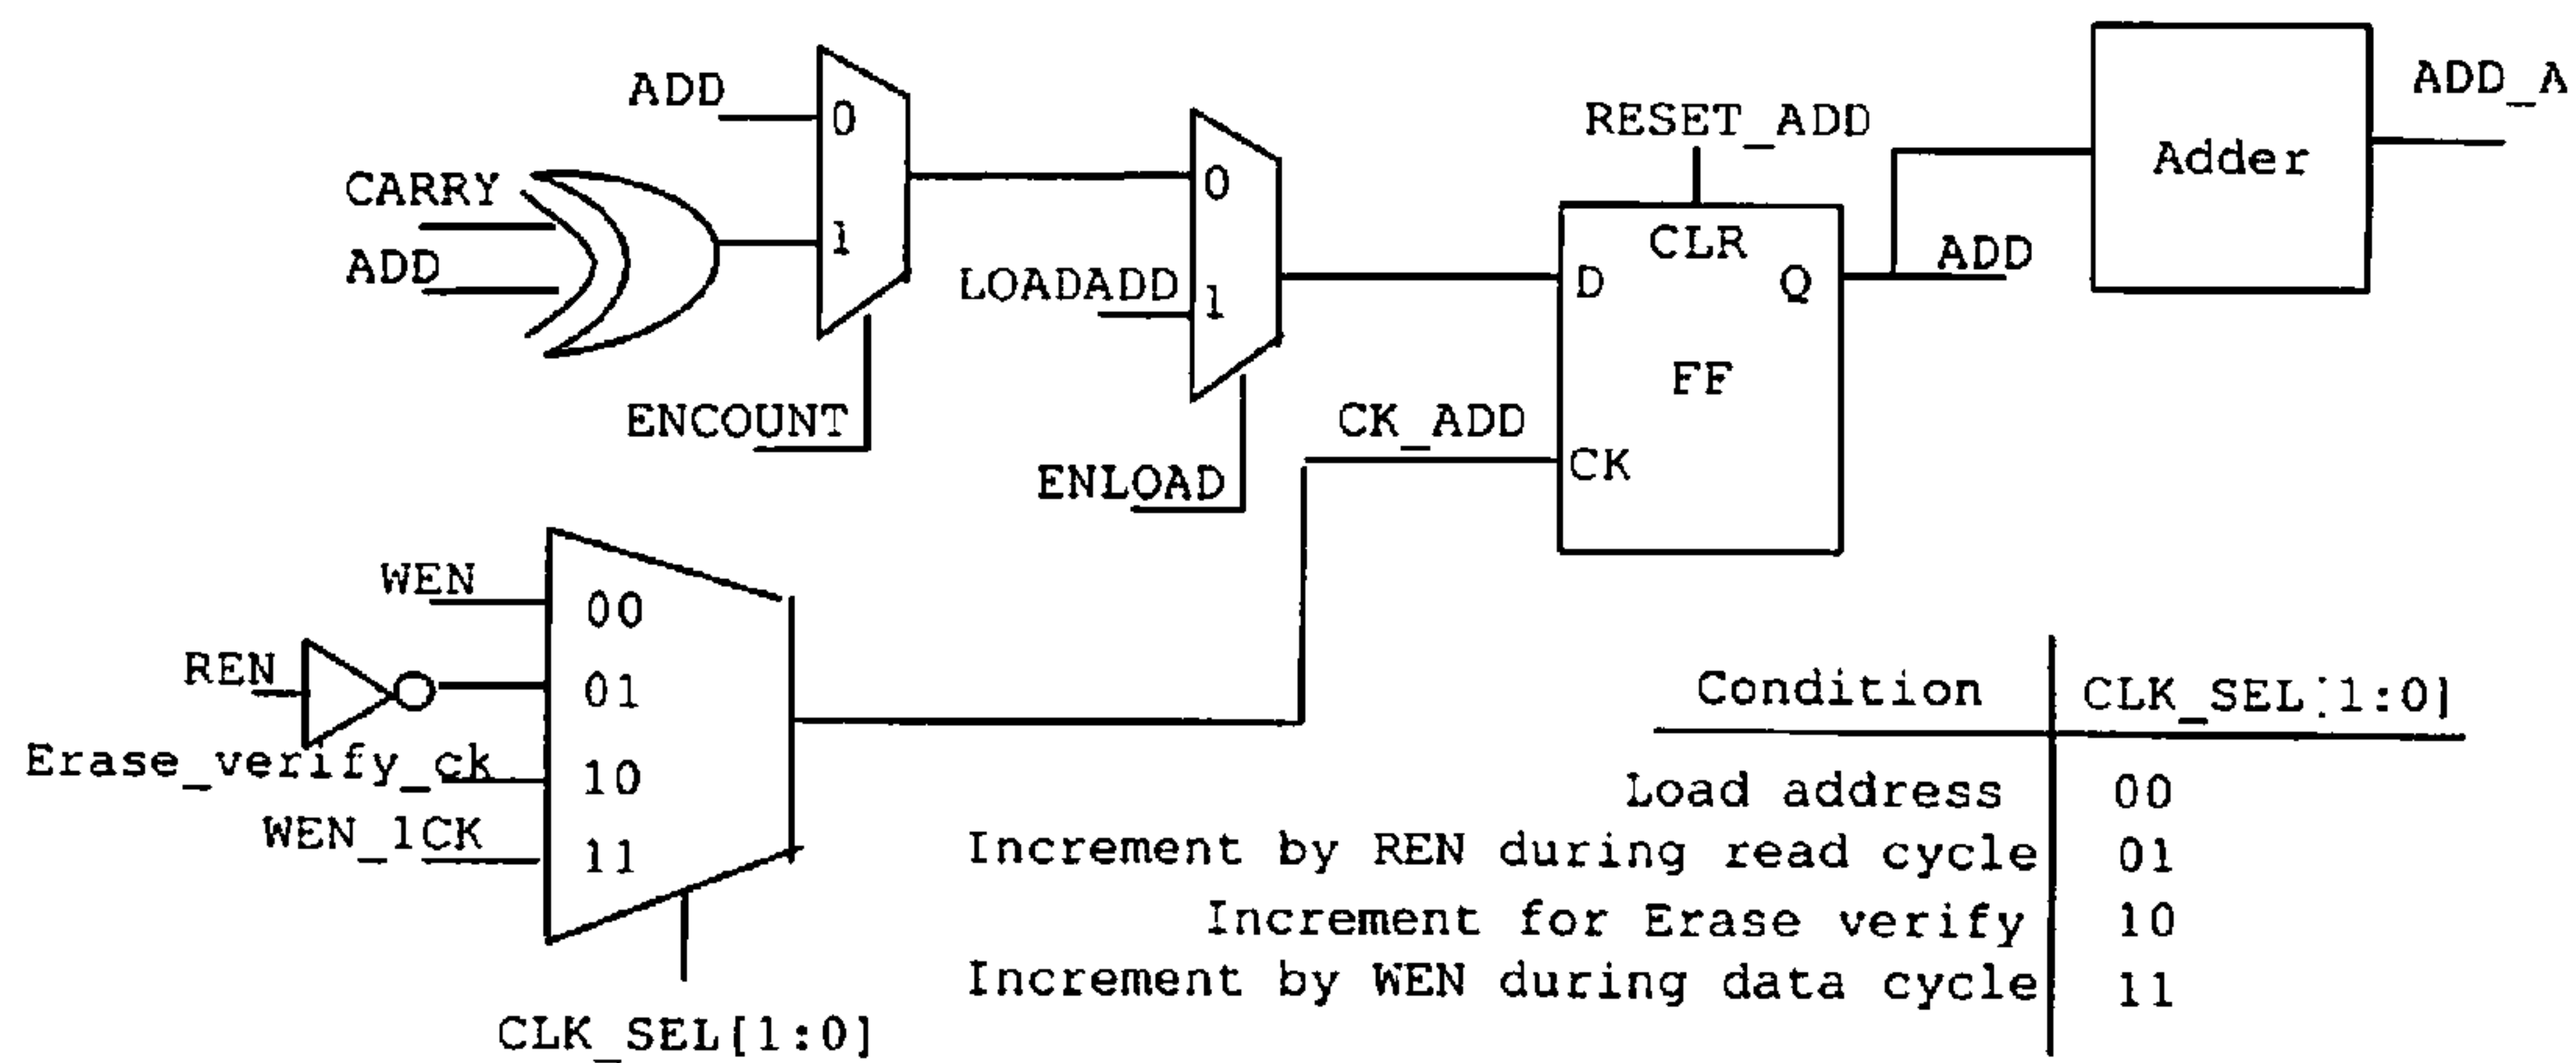 ADD
0
CARRY
ADD
1
ENCOUNT
0
LOADADD
1
ENLOAD
RESET_ADD
CLR
D
Q
FF
CK_ADD
CK
ADD
Adder
ADD_A
WEN
00
REN
01
Erase_verify_ck
10
WEN_1CK
11
CLK_SEL[1:0]
Condition CLK_SEL[1:0]
Load address 00
Increment by REN during read cycle 01
Increment for Erase verify 10
Increment by WEN during data cycle 11